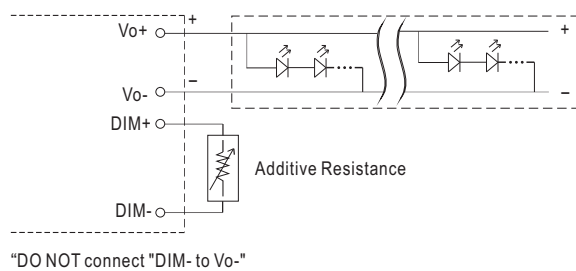 Vo+
+
+
Vo-
−
−
DIM+
Additive Resistance
DIM-
“DO NOT connect "DIM- to Vo-"